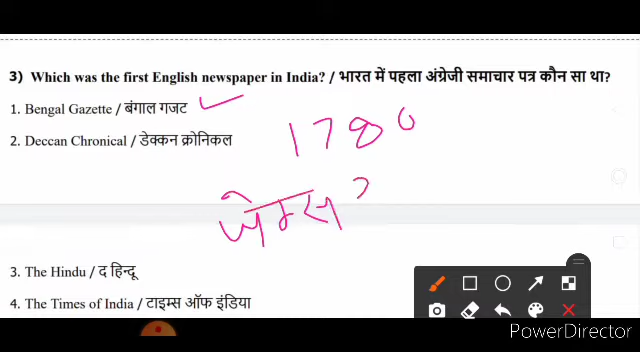 3) Which was the first English newspaper in India? / भारत में पहला अंग्रेजी समाचार पत्र कौन सा था?
1. Bengal Gazette / बंगाल गजट
2. Deccan Chronical / डेक्कन क्रोनिकल
1780
जेम्स
3. The Hindu / द हिन्दू
4. The Times of India / टाइम्स ऑफ इंडिया
PowerDirector